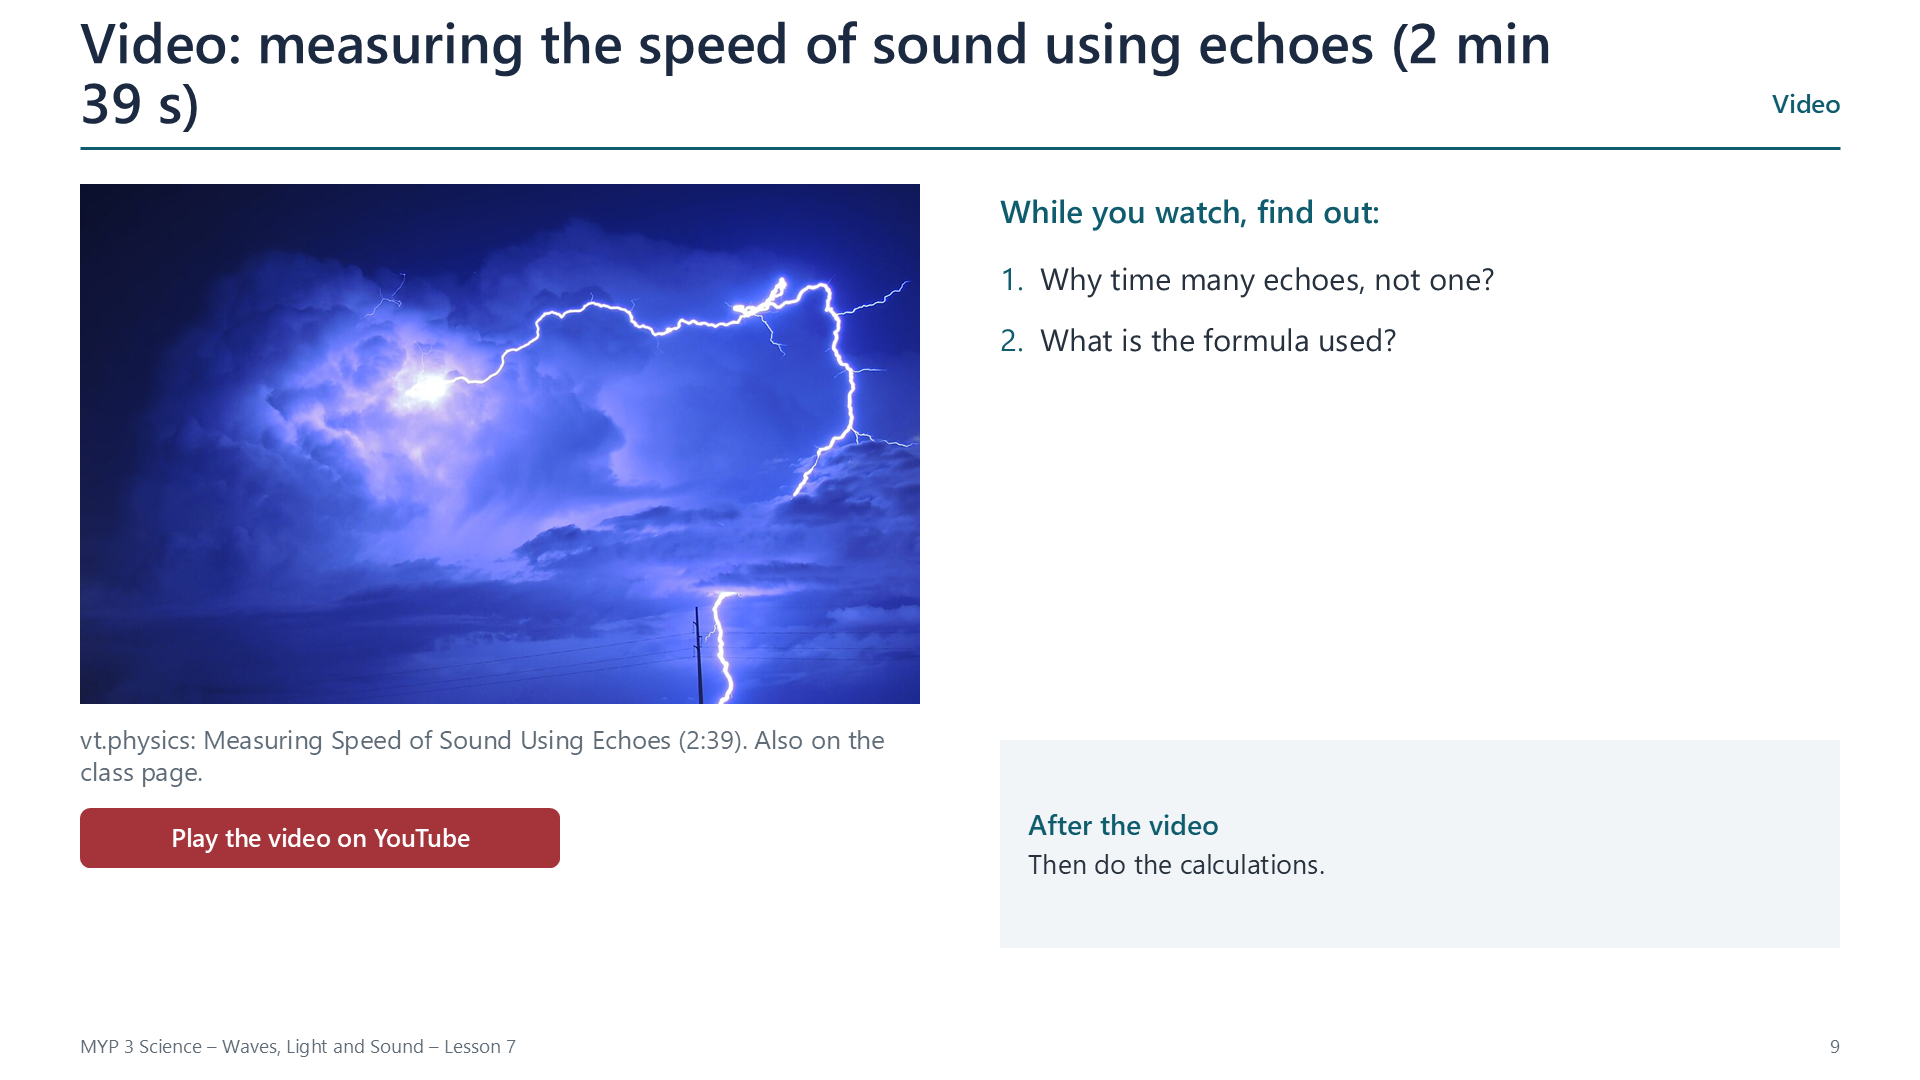 Video: measuring the speed of sound using echoes (2 min
39 s)
Video
While you watch, find out:
1. Why time many echoes, not one?
2. What is the formula used?
vt.physics: Measuring Speed of Sound Using Echoes (2:39). Also on the
class page.
Play the video on YouTube
After the video
Then do the calculations.
MYP 3 Science – Waves, Light and Sound – Lesson 7
9